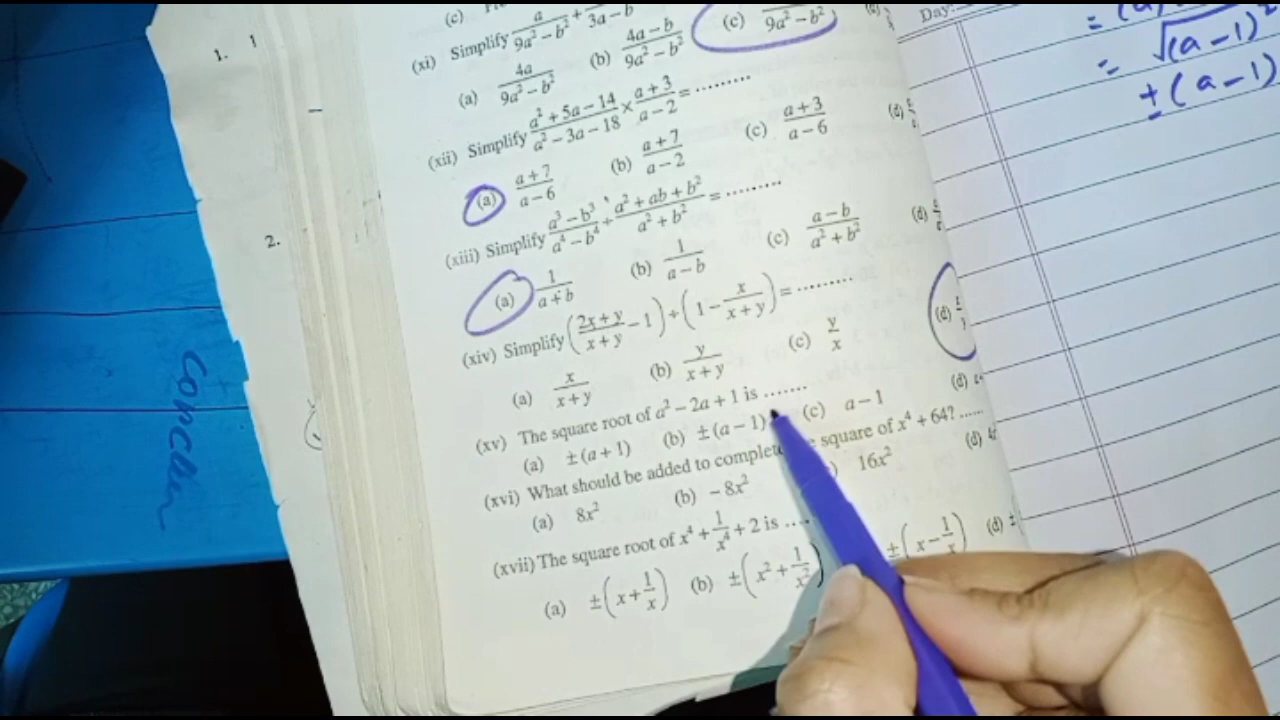 (xi) Simplify a/(9a² − b²) + /(3a − b)
(a) 4a/(9a² − b²) (b) (4a − b)/(9a² − b²) (c) /(9a² − b²)
(xii) Simplify (a² + 5a − 14)/(a² − 3a − 18) × (a + 3)/(a − 2) = .........
(a) (a + 7)/(a − 6) (b) (a + 7)/(a − 2) (c) (a + 3)/(a − 6) (d)
(xiii) Simplify (a³ − b³)/(a⁴ − b⁴) ÷ (a² + ab + b²)/(a² + b²) = .........
(a) 1/(a + b) (b) 1/(a − b) (c) (a − b)/(a² + b²) (d)
(xiv) Simplify ((2x + y)/(x + y) − 1) ÷ (1 − x/(x + y)) = .........
(a) x/(x + y) (b) y/(x + y) (c) y/x (d)
(xv) The square root of a² − 2a + 1 is .......
(a) ±(a + 1) (b) ±(a − 1) (c) a − 1 (d)
(xvi) What should be added to complete square of x⁴ + 64? ......
(a) 8x² (b) − 8x² 16x² (d)
(xvii) The square root of x⁴ + 1/x⁴ + 2 is ....
(a) ±(x + 1/x) (b) ±(x² + 1/x²) ±(x − 1/x) (d) ±
1. 1
2.
Day:
= √(a − 1)²
= ± (a − 1)